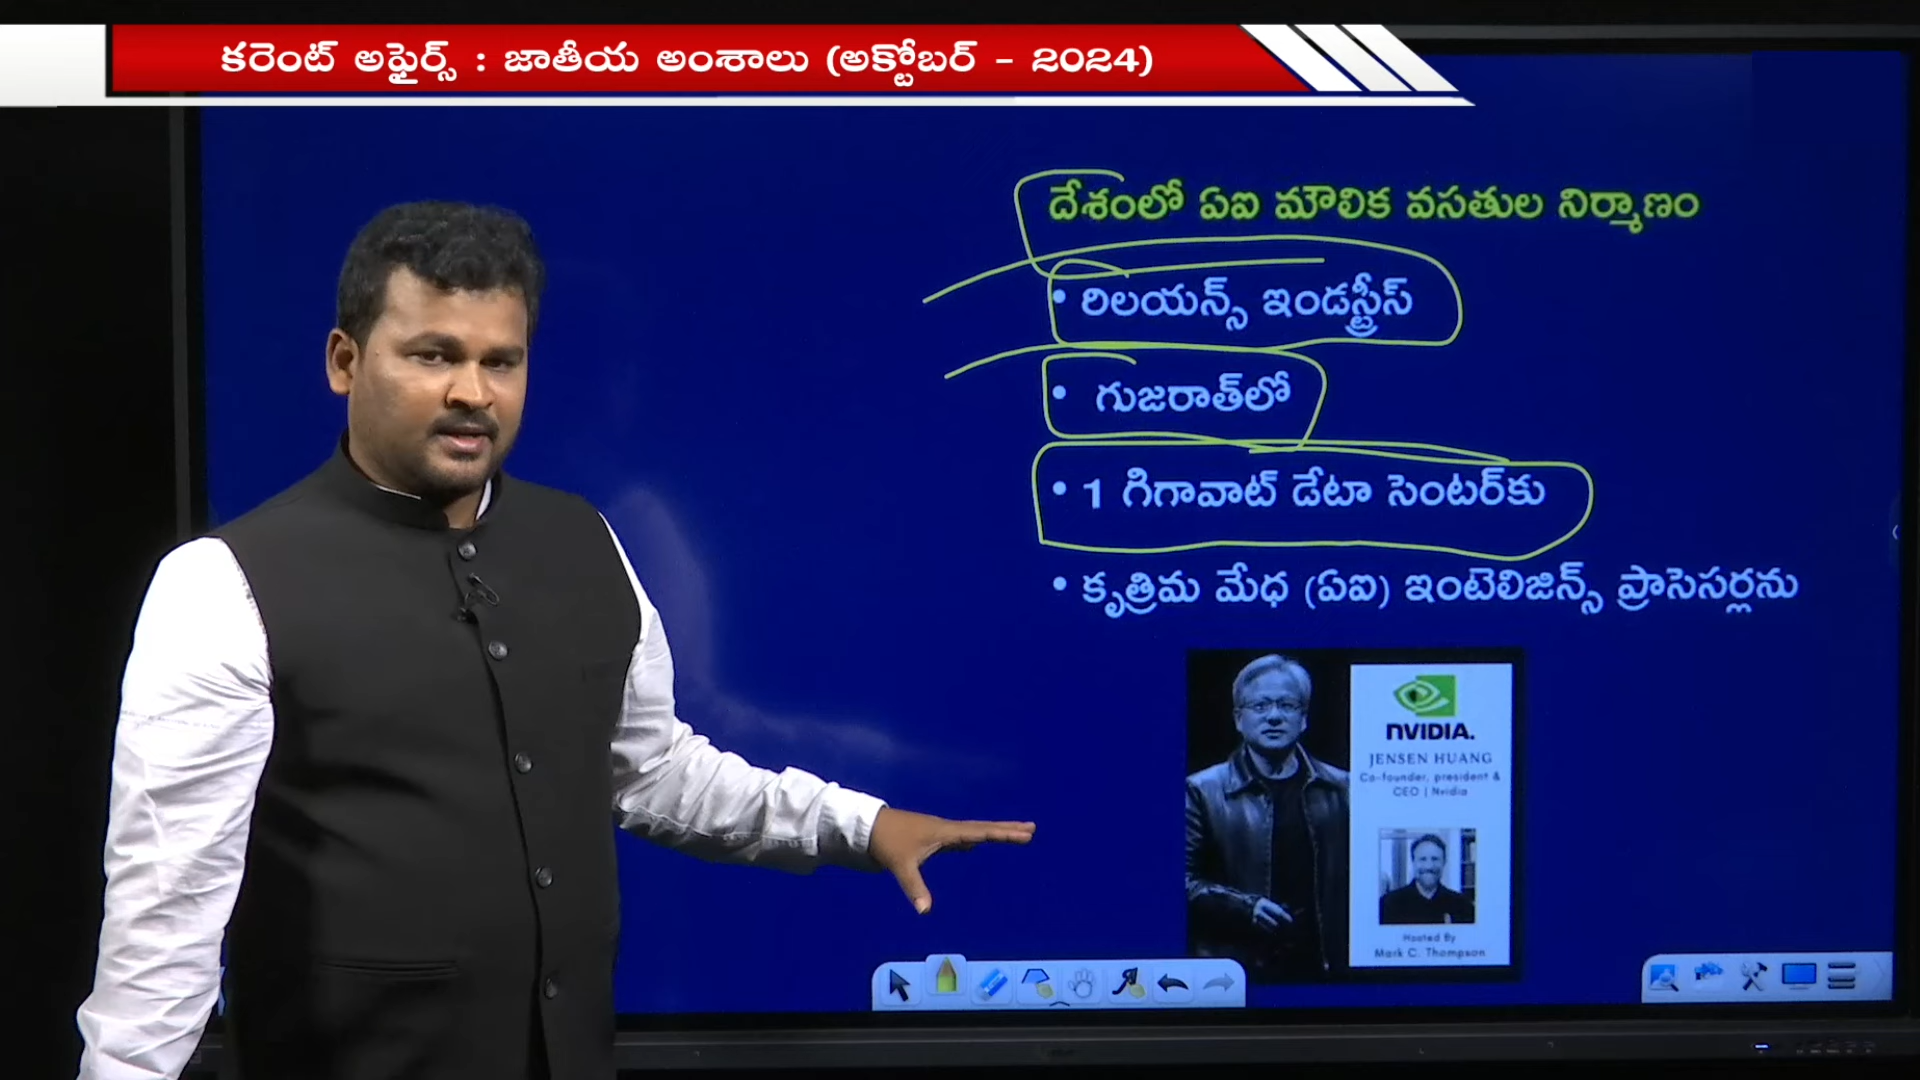 కరెంట్ అఫైర్స్ : జాతీయ అంశాలు (అక్టోబర్ - 2024)
దేశంలో ఏఐ మౌలిక వసతుల నిర్మాణం
• రిలయన్స్ ఇండస్ట్రీస్
• గుజరాత్‌లో
• 1 గిగావాట్ డేటా సెంటర్‌కు
• కృత్రిమ మేధ (ఏఐ) ఇంటెలిజిన్స్ ప్రాసెసర్లను
NVIDIA.
JENSEN HUANG
Co-founder, president &
CEO | Nvidia
Hosted By
Mark C. Thompson